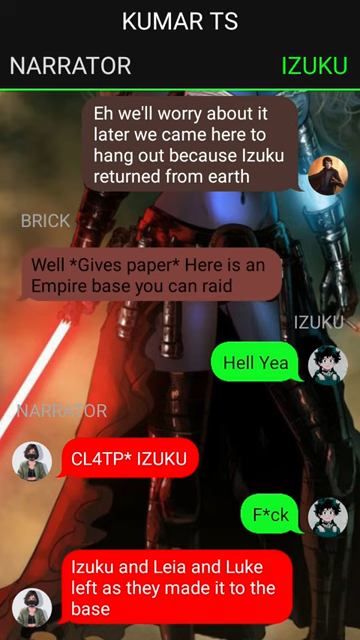 KUMAR TS
NARRATOR IZUKU
Eh we'll worry about it
later we came here to
hang out because Izuku
returned from earth
BRICK
Well *Gives paper* Here is an
Empire base you can raid
IZUKU
Hell Yea
NARRATOR
CL4TP* IZUKU
F*ck
Izuku and Leia and Luke
left as they made it to the
base